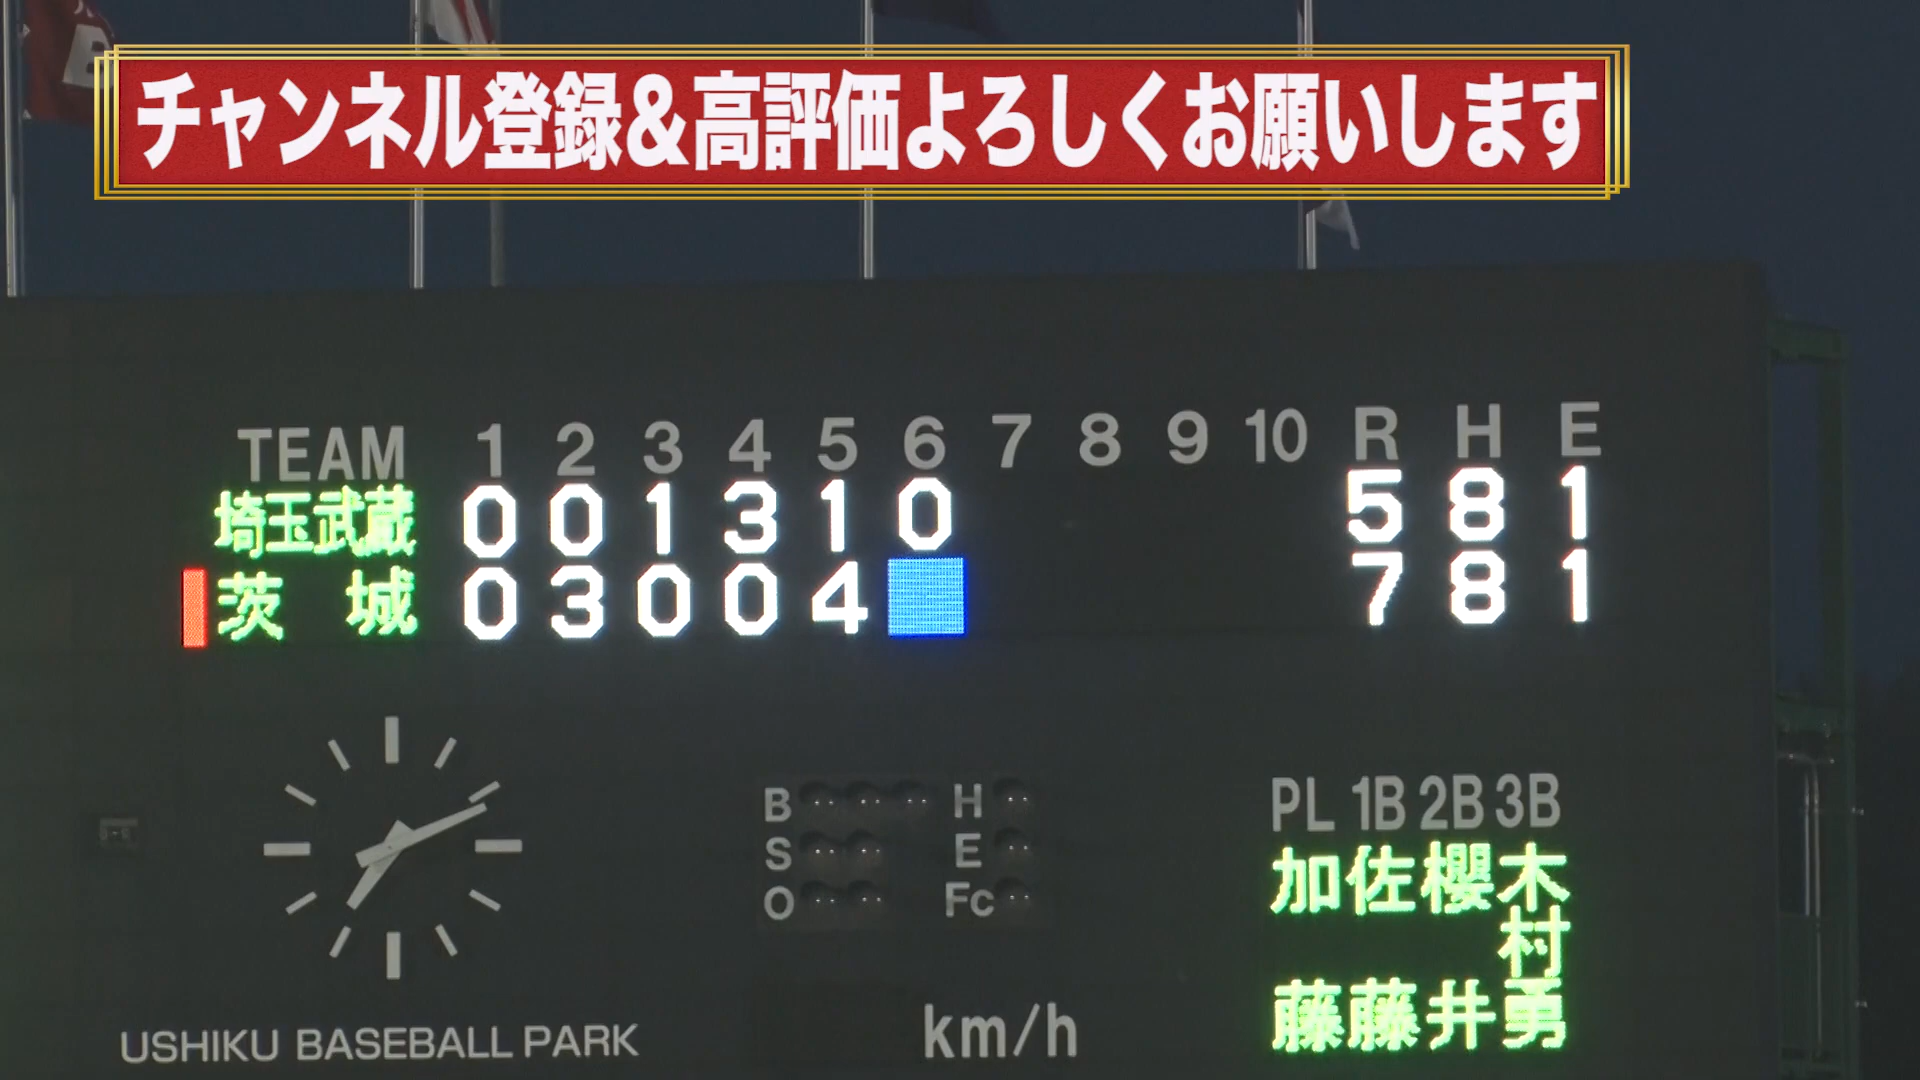 チャンネル登録&高評価よろしくお願いします
TEAM 1 2 3 4 5 6 7 8 9 10 R H E
埼玉武蔵 0 0 1 3 1 0 5 8 1
茨城 0 3 0 0 4 7 8 1
B H
S E
O Fc
PL 1B 2B 3B
加藤 佐藤 櫻井 木村勇
km/h
USHIKU BASEBALL PARK